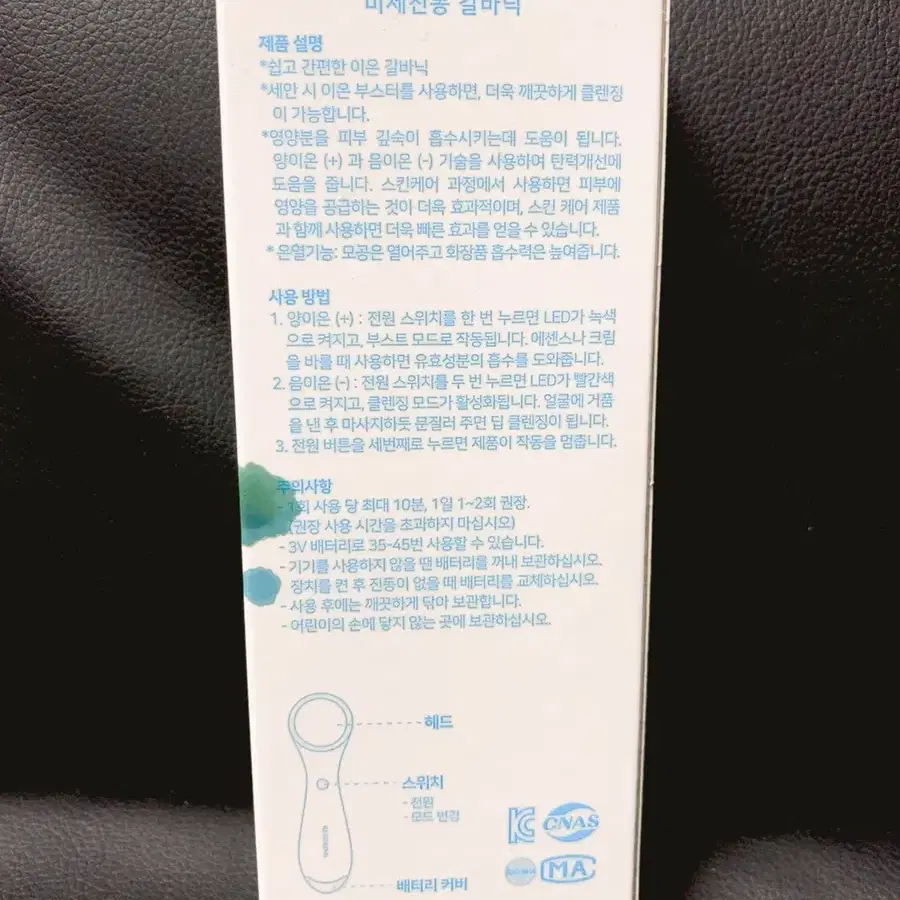 미세진동 갈바닉
제품 설명
*쉽고 간편한 이온 갈바닉
*세안 시 이온 부스터를 사용하면, 더욱 깨끗하게 클렌징
이 가능합니다.
*영양분을 피부 깊숙이 흡수시키는데 도움이 됩니다.
양이온 (+) 과 음이온 (-) 기술을 사용하여 탄력개선에
도움을 줍니다. 스킨케어 과정에서 사용하면 피부에
영양을 공급하는 것이 더욱 효과적이며, 스킨 케어 제품
과 함께 사용하면 더욱 빠른 효과를 얻을 수 있습니다.
* 온열기능: 모공은 열어주고 화장품 흡수력은 높여줍니다.
사용 방법
1. 양이온 (+) : 전원 스위치를 한 번 누르면 LED가 녹색
으로 켜지고, 부스트 모드로 작동됩니다. 에센스나 크림
을 바를 때 사용하면 유효성분의 흡수를 도와줍니다.
2. 음이온 (-) : 전원 스위치를 두 번 누르면 LED가 빨간색
으로 켜지고, 클렌징 모드가 활성화됩니다. 얼굴에 거품
을 낸 후 마사지하듯 문질러 주면 딥 클렌징이 됩니다.
3. 전원 버튼을 세번째로 누르면 제품이 작동을 멈춥니다.
주의사항
- 1회 사용 당 최대 10분, 1일 1~2회 권장.
(권장 사용 시간을 초과하지 마십시오)
- 3V 배터리로 35-45번 사용할 수 있습니다.
- 기기를 사용하지 않을 땐 배터리를 꺼내 보관하십시오.
장치를 켠 후 진동이 없을 때 배터리를 교체하십시오.
- 사용 후에는 깨끗하게 닦아 보관합니다.
- 어린이의 손에 닿지 않는 곳에 보관하십시오.
헤드
스위치
- 전원
- 모드 변경
KC CNAS
MA
배터리 커버